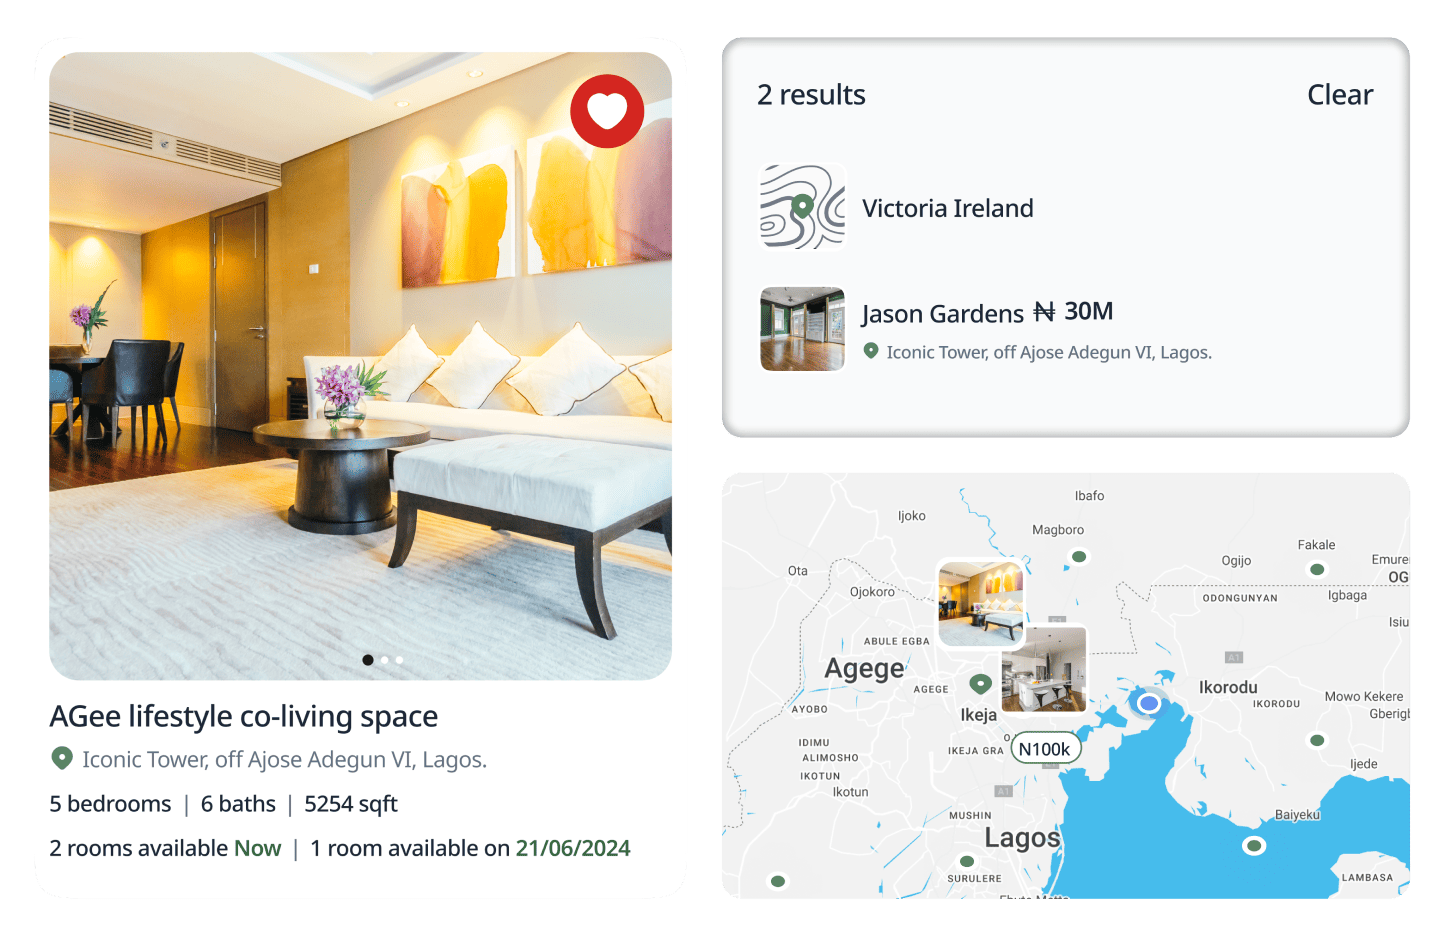 AGee lifestyle co-living space
Iconic Tower, off Ajose Adegun VI, Lagos.
5 bedrooms | 6 baths | 5254 sqft
2 rooms available Now | 1 room available on 21/06/2024
2 results
Clear
Victoria Ireland
Jason Gardens ₦ 30M
Iconic Tower, off Ajose Adegun VI, Lagos.
Ibafo
Ijoko
Magboro
Fakale
Ota
Ogijo
Emure
OG
Ojokoro
ODONGUNYAN
Igbaga
Isiu
ABULE EGBA
Agege
AGEGE
A1
Ikorodu
IKORODU
Mowo Kekere
Gberigb
AYOBO
Ikeja
IDIMU
IKEJA GRA
N100k
ALIMOSHO
IKOTUN
Ikotun
A1
Ijede
MUSHIN
Lagos
Baiyeku
SURULERE
LAMBASA
Ebute Metta